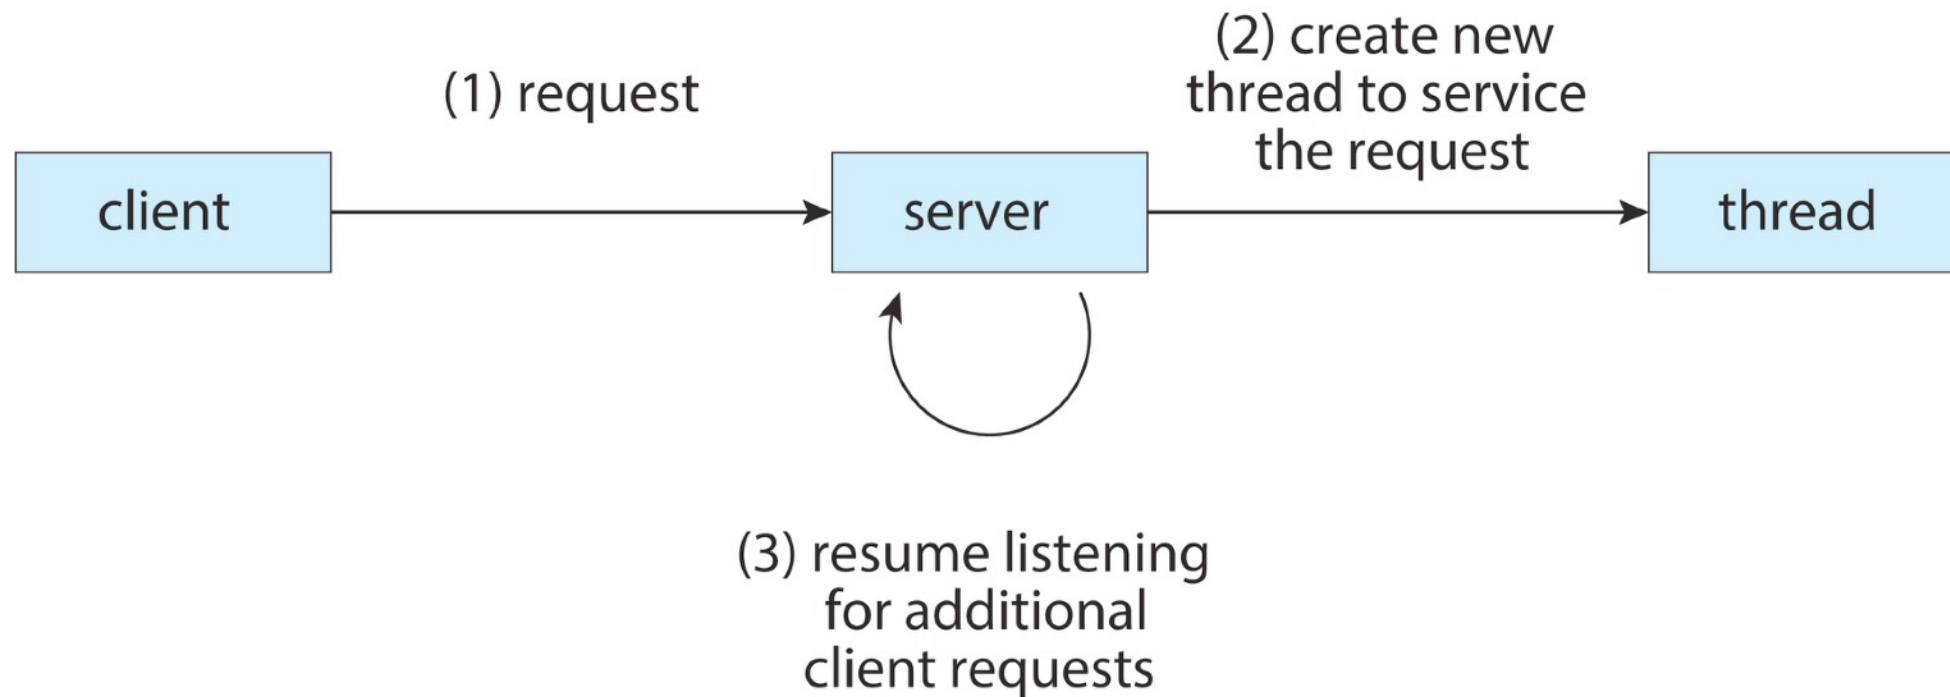 (1) request
(2) create new
thread to service
the request
client
server
thread
(3) resume listening
for additional
client requests